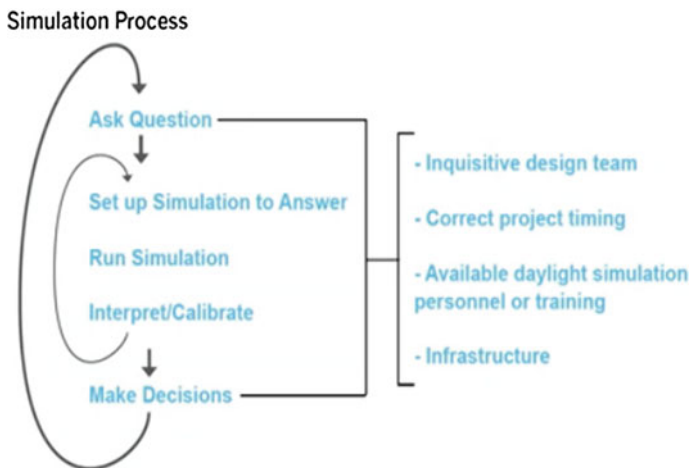 Simulation Process
Ask Question
Set up Simulation to Answer
Run Simulation
Interpret/Calibrate
Make Decisions
- Inquisitive design team
- Correct project timing
- Available daylight simulation
personnel or training
- Infrastructure